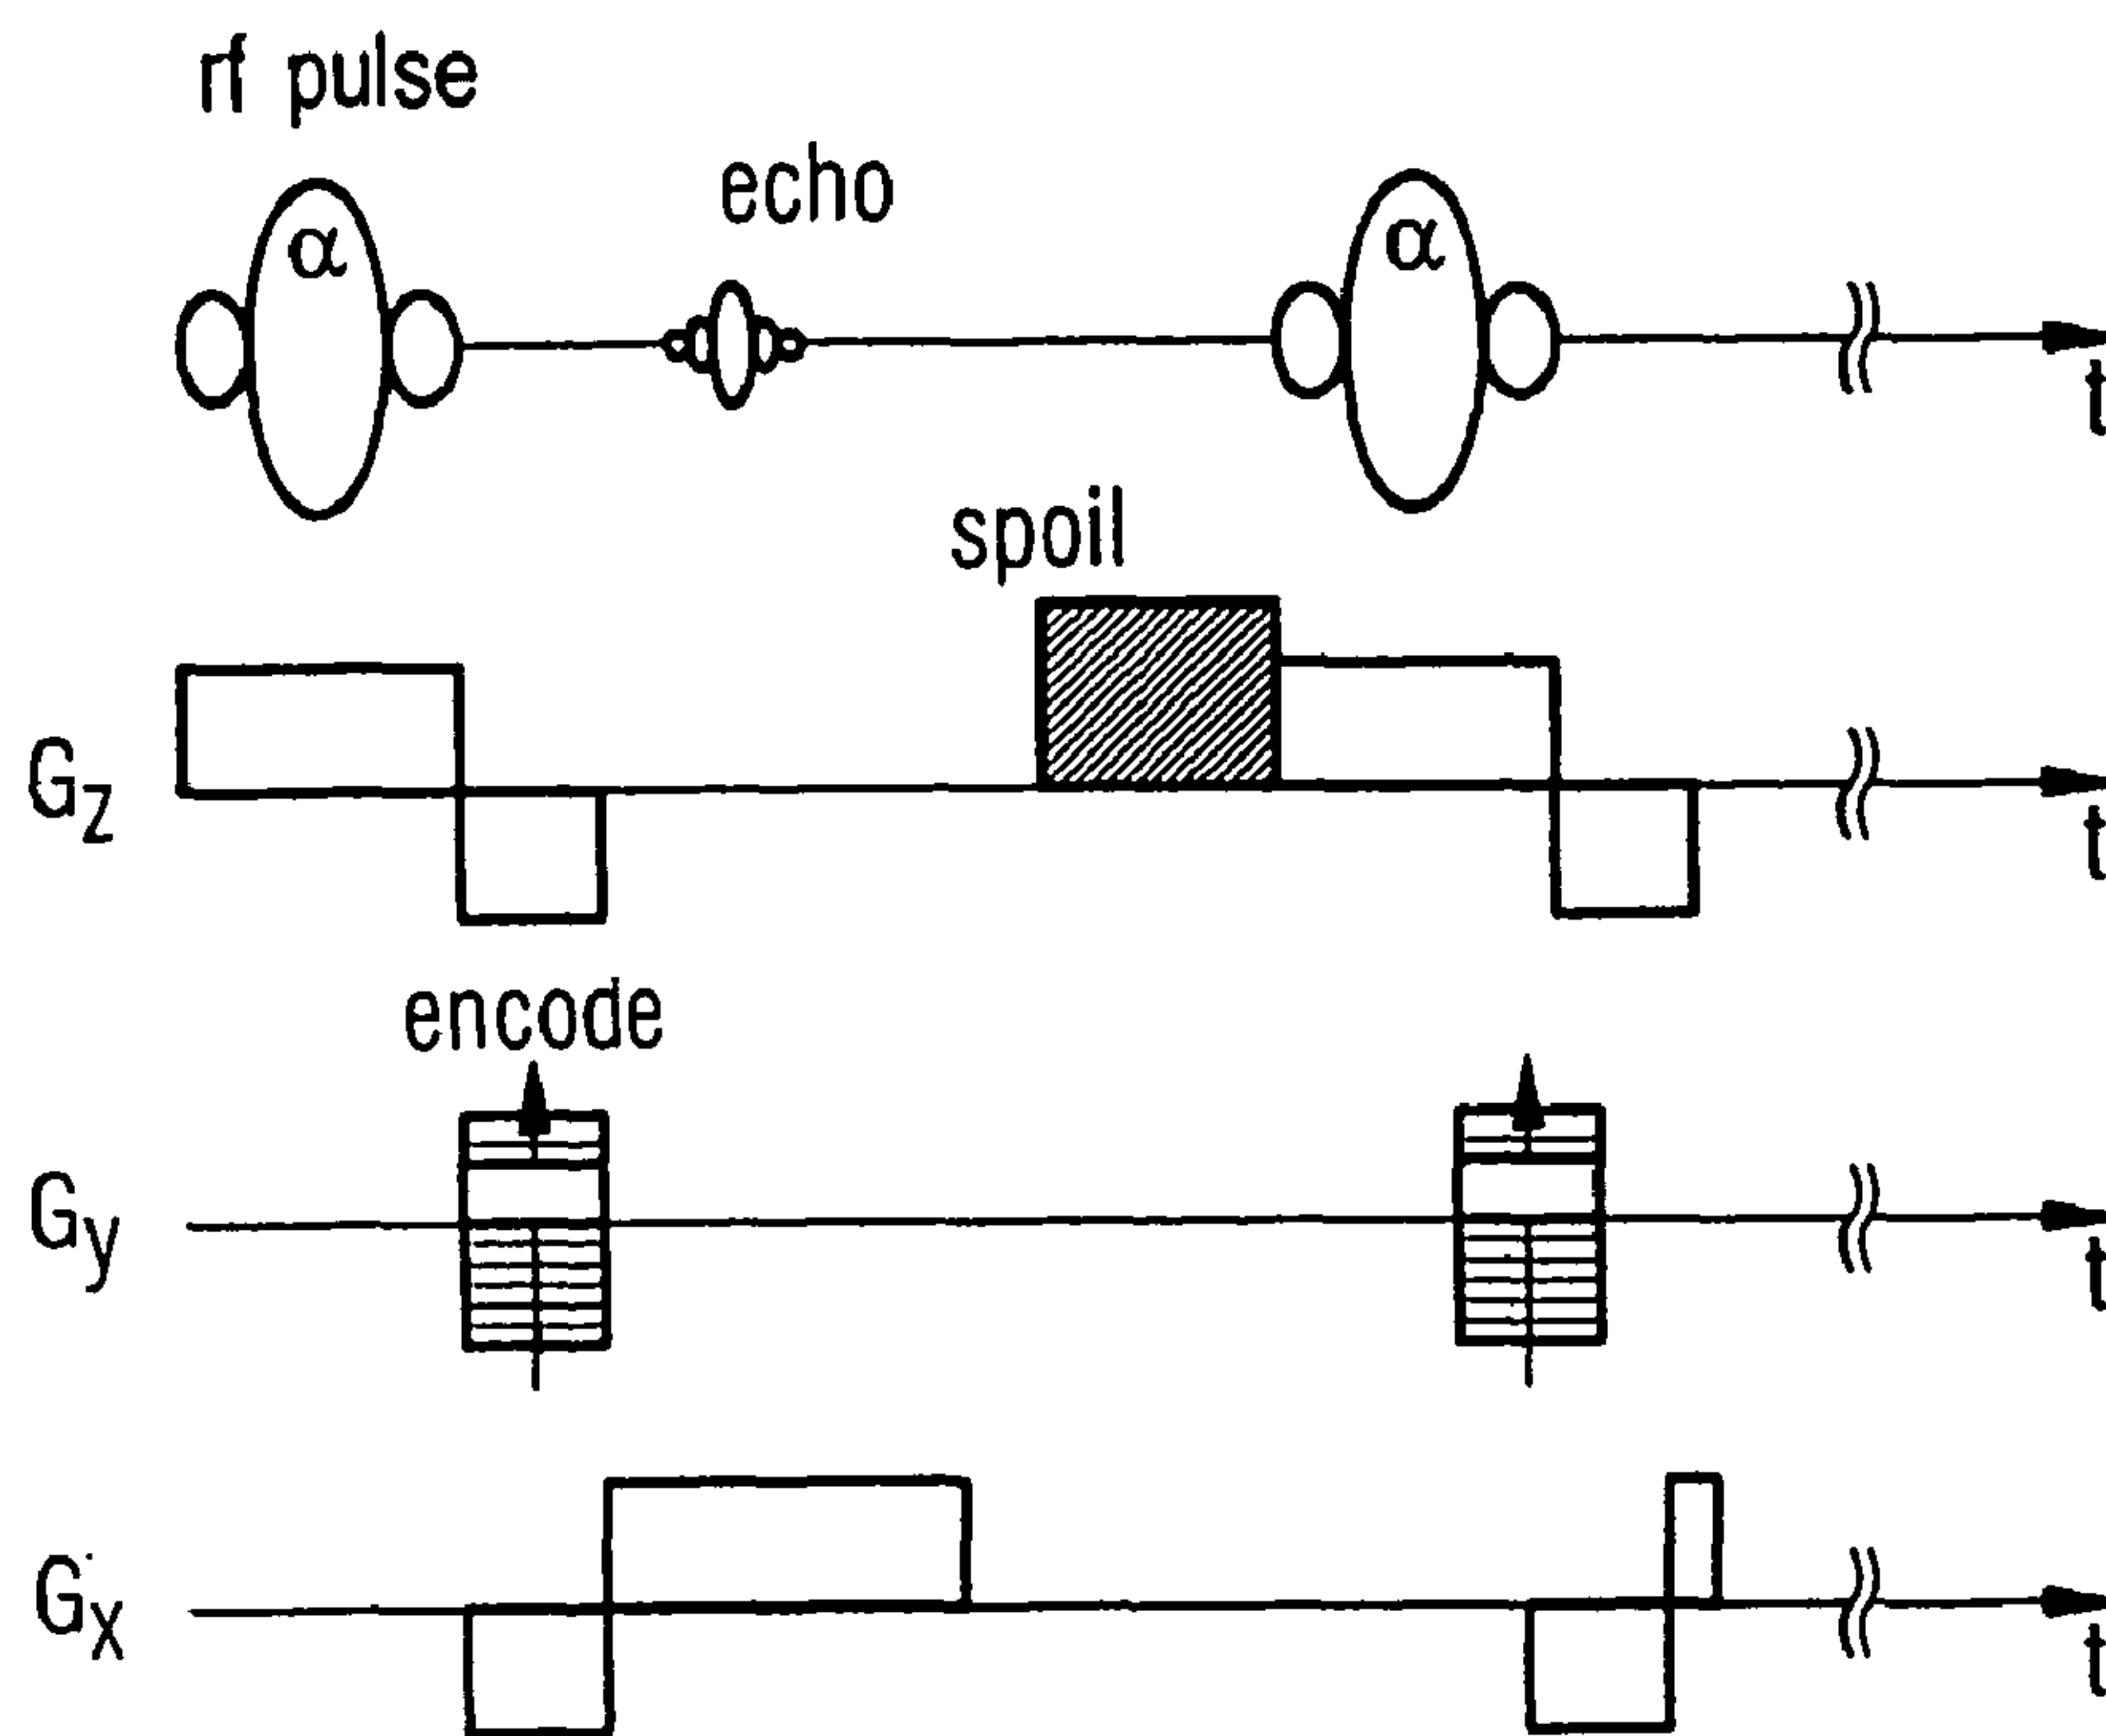 rf pulse
echo
α
α
t
spoil
Gz
t
encode
Gy
t
Gx
t